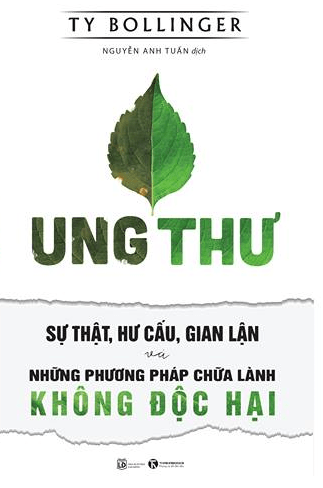 TY BOLLINGER
NGUYỄN ANH TUẤN dịch
UNG THƯ
SỰ THẬT, HƯ CẤU, GIAN LẬN
và
NHỮNG PHƯƠNG PHÁP CHỮA LÀNH
KHÔNG ĐỘC HẠI